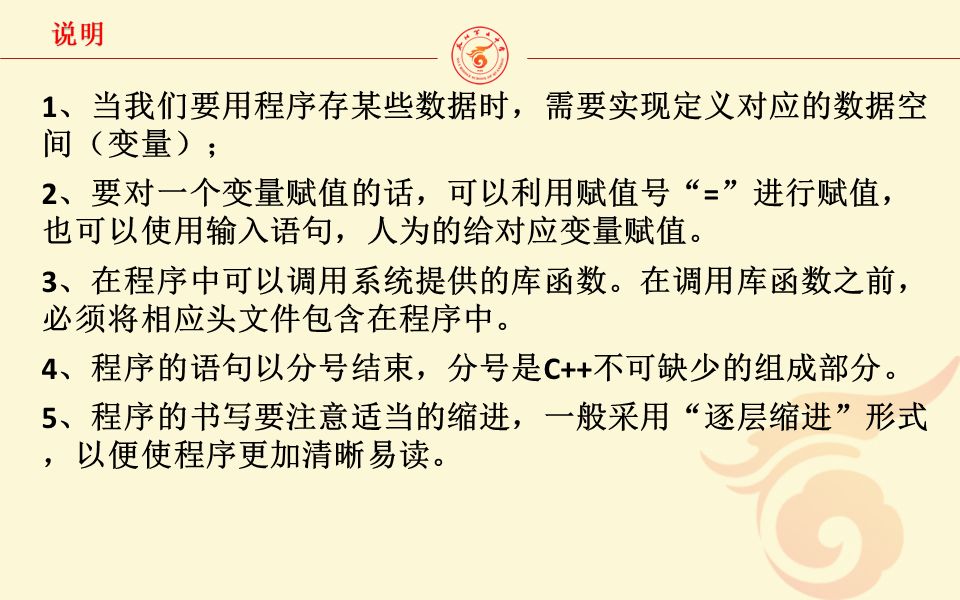 说明
1、当我们要用程序存某些数据时，需要实现定义对应的数据空
间（变量）；
2、要对一个变量赋值的话，可以利用赋值号“=”进行赋值，
也可以使用输入语句，人为的给对应变量赋值。
3、在程序中可以调用系统提供的库函数。在调用库函数之前，
必须将相应头文件包含在程序中。
4、程序的语句以分号结束，分号是C++不可缺少的组成部分。
5、程序的书写要注意适当的缩进，一般采用“逐层缩进”形式
，以便使程序更加清晰易读。